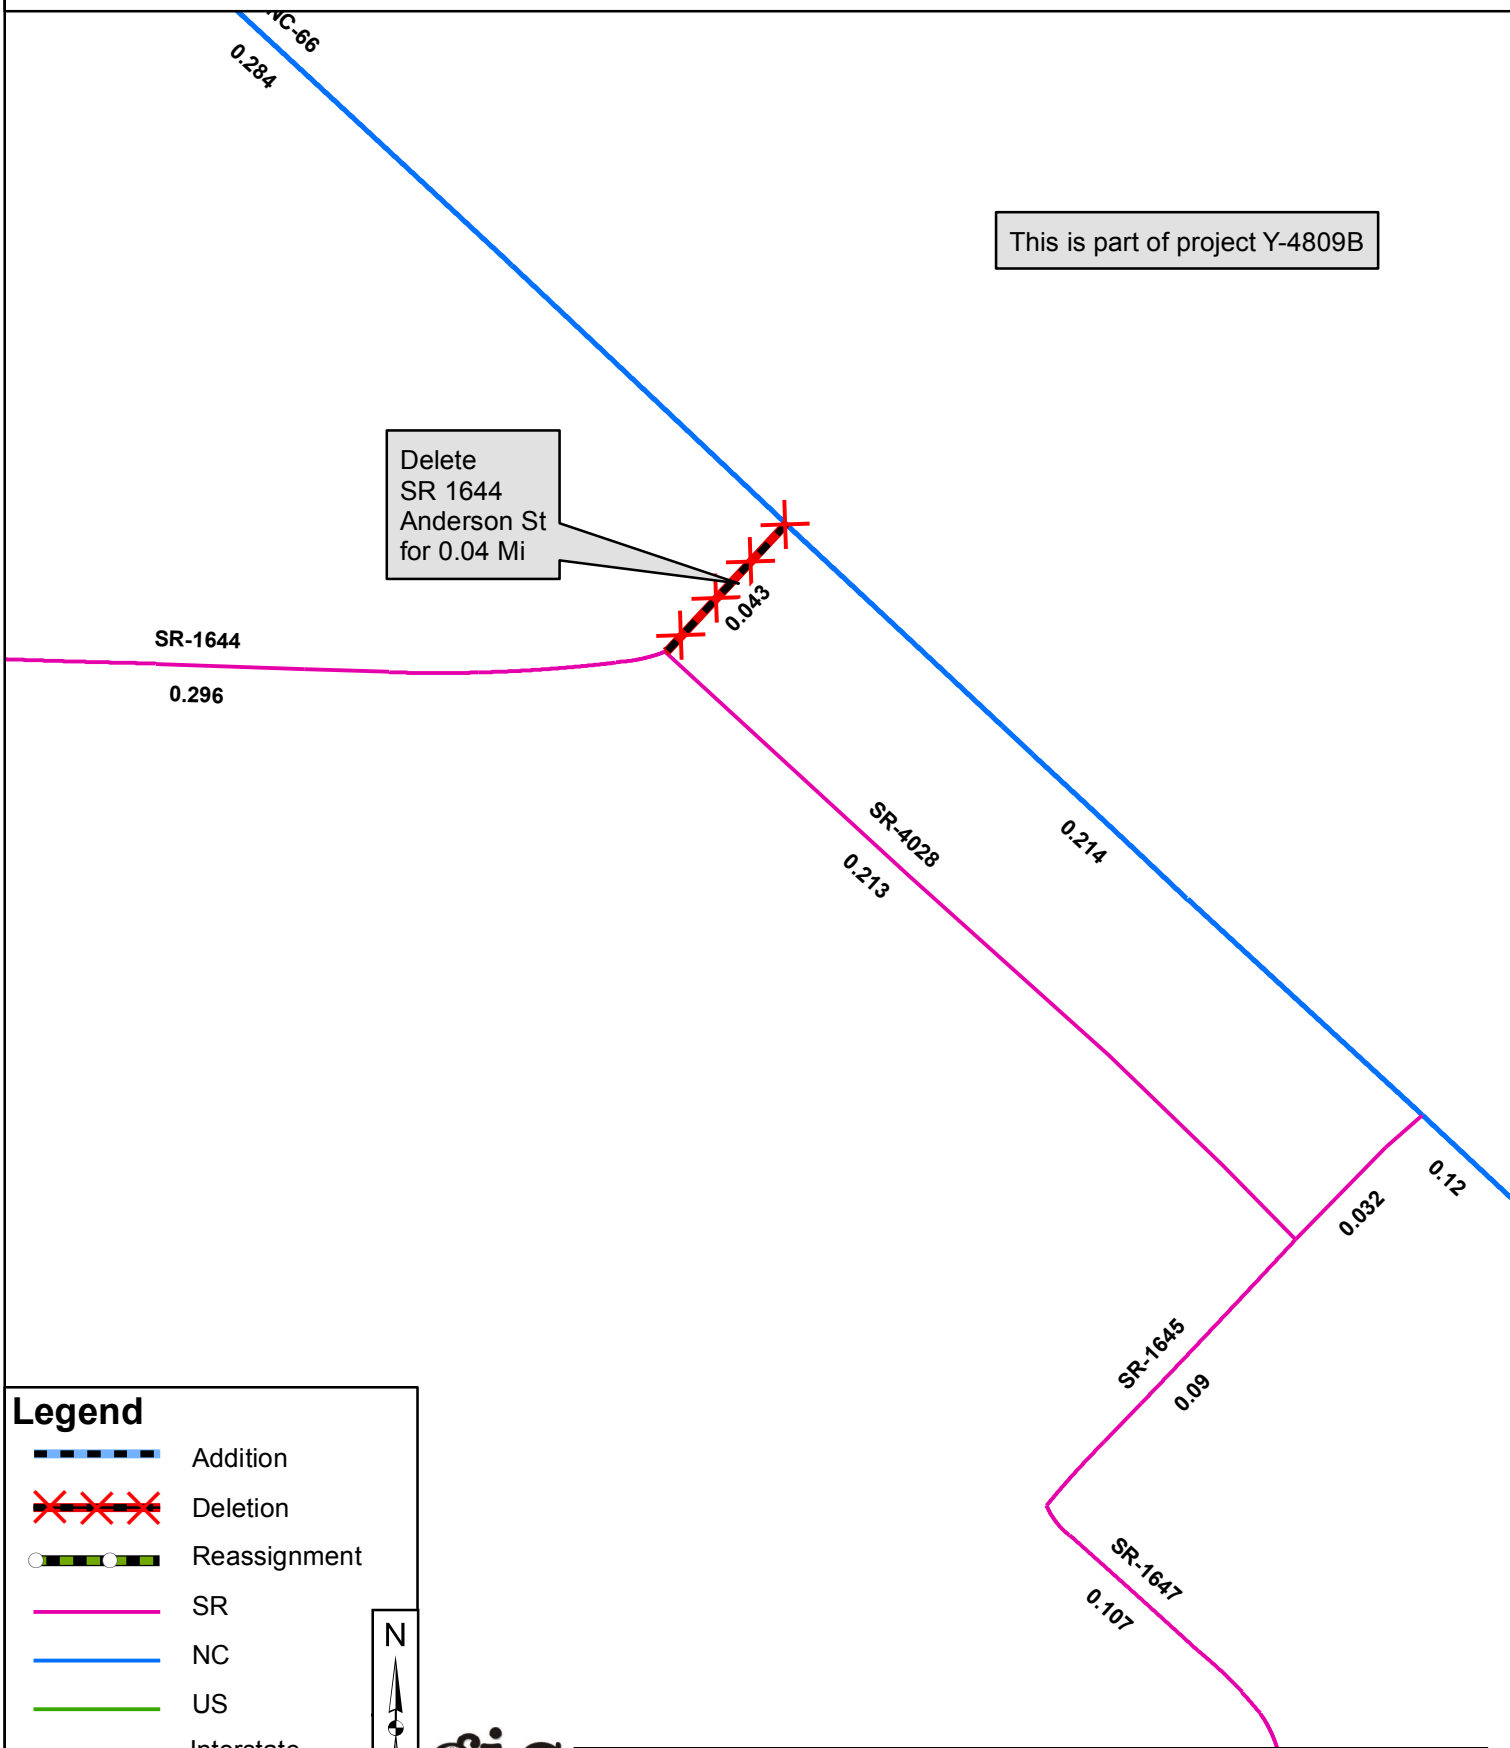 NC-66
0.284
This is part of project Y-4809B
Delete
SR 1644
Anderson St
for 0.04 Mi
0.043
SR-1644
0.296
SR-4028
0.213
0.214
0.12
0.032
SR-1645
0.09
SR-1647
0.107
Legend
Addition
Deletion
Reassignment
SR
NC
US
Interstate
N